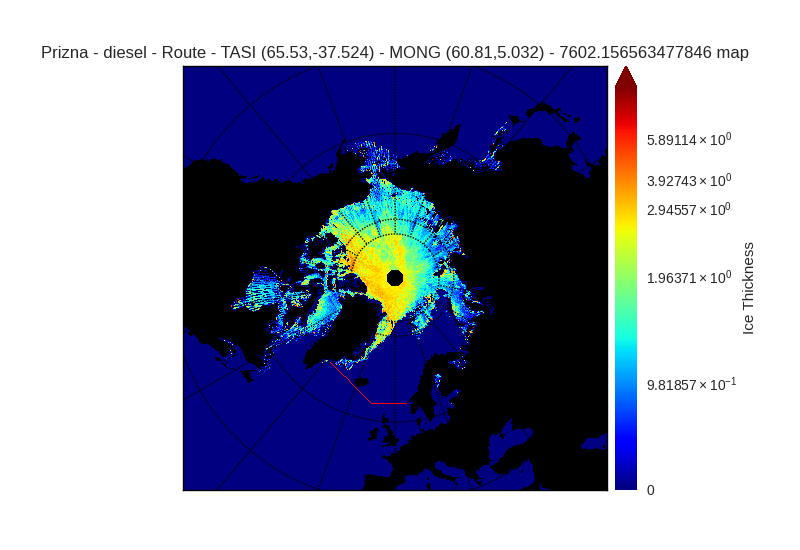 Prizna - diesel - Route - TASI (65.53,-37.524) - MONG (60.81,5.032) - 7602.156563477846 map
5.89114 × 10⁰
3.92743 × 10⁰
2.94557 × 10⁰
1.96371 × 10⁰
9.81857 × 10⁻¹
0
Ice Thickness